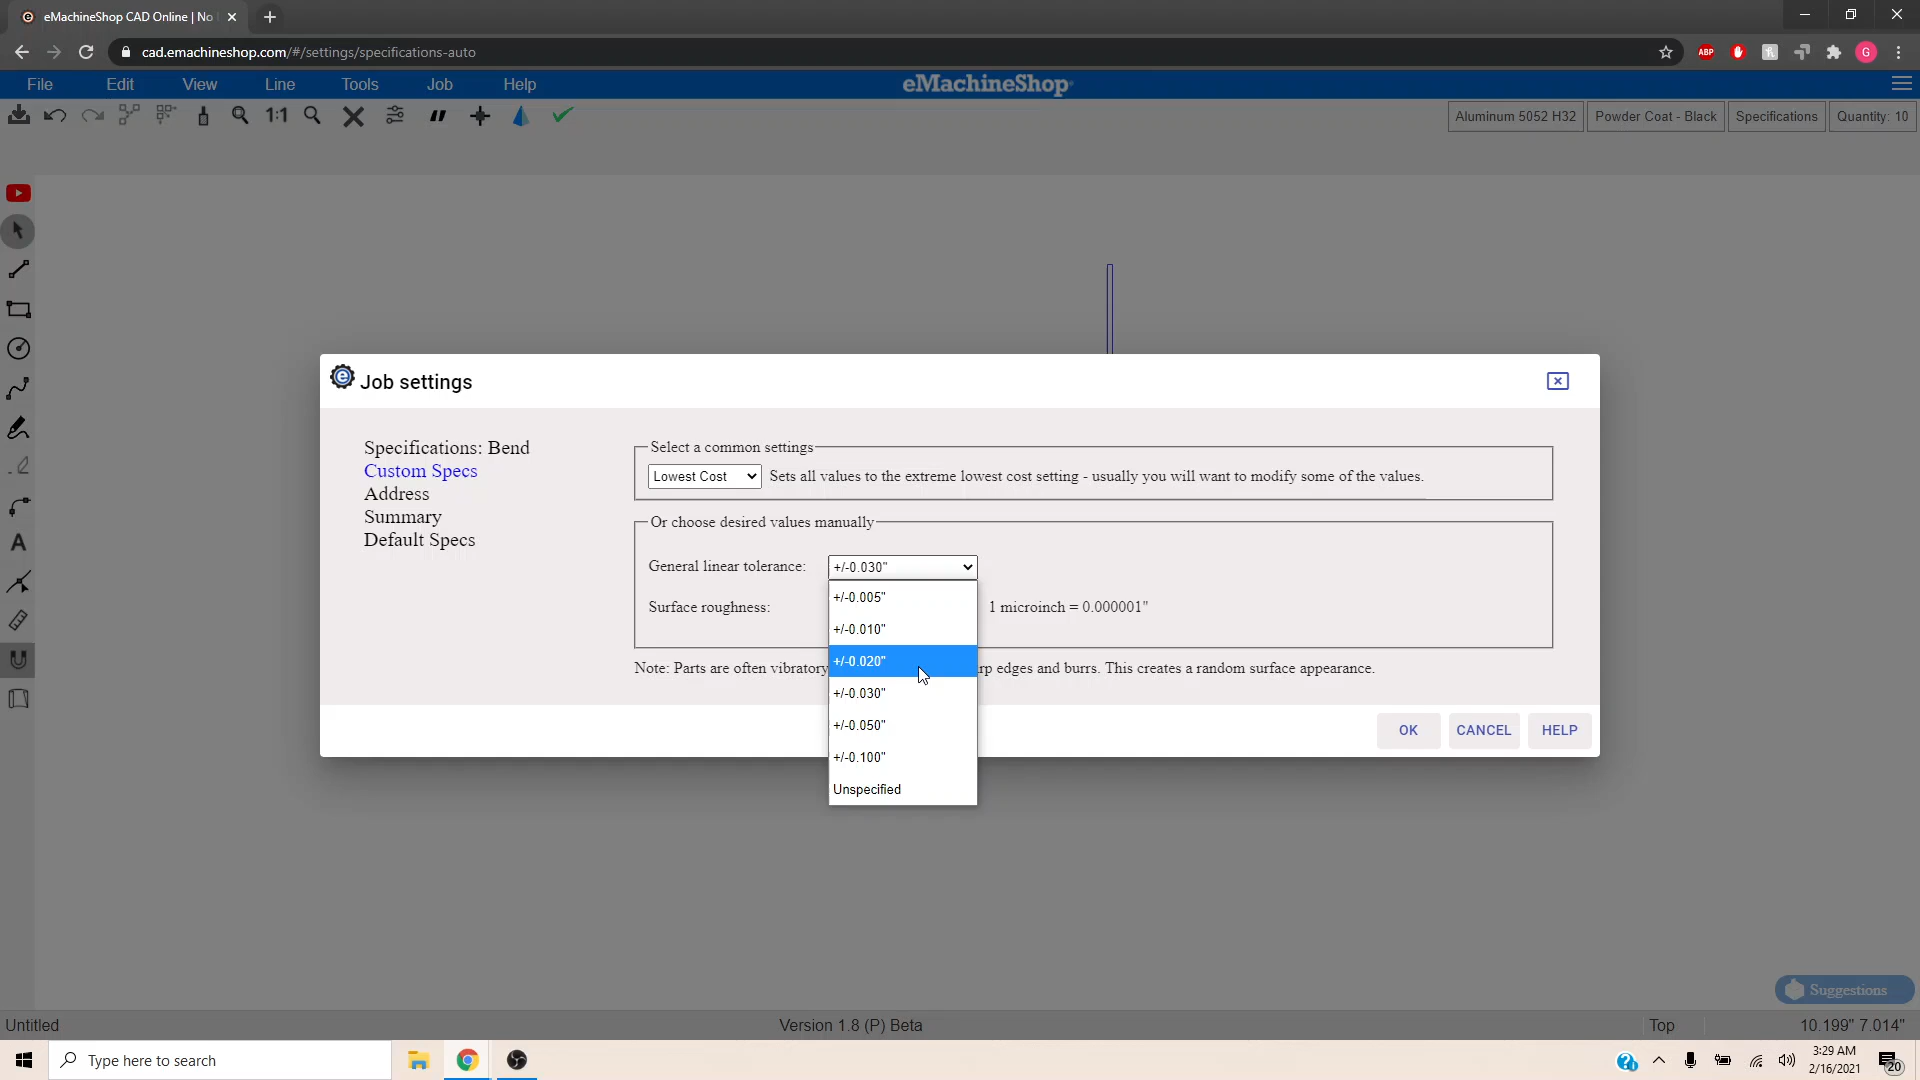 eMachineShop CAD Online | No
cad.emachineshop.com/#/settings/specifications-auto
ABP
G
File Edit View Line Tools Job Help
eMachineShop
1:1
Aluminum 5052 H32
Powder Coat - Black
Specifications
Quantity: 10
Job settings
Specifications: Bend
Custom Specs
Address
Summary
Default Specs
Select a common settings
Lowest Cost
Sets all values to the extreme lowest cost setting - usually you will want to modify some of the values.
Or choose desired values manually
General linear tolerance:
+/-0.030"
+/-0.005"
Surface roughness:
1 microinch = 0.000001"
+/-0.010"
+/-0.020"
Note: Parts are often vibratory
rp edges and burrs. This creates a random surface appearance.
+/-0.030"
+/-0.050"
+/-0.100"
Unspecified
OK
CANCEL
HELP
A
Suggestions
Untitled
Version 1.8 (P) Beta
Top
10.199" 7.014"
Type here to search
3:29 AM
2/16/2021
20